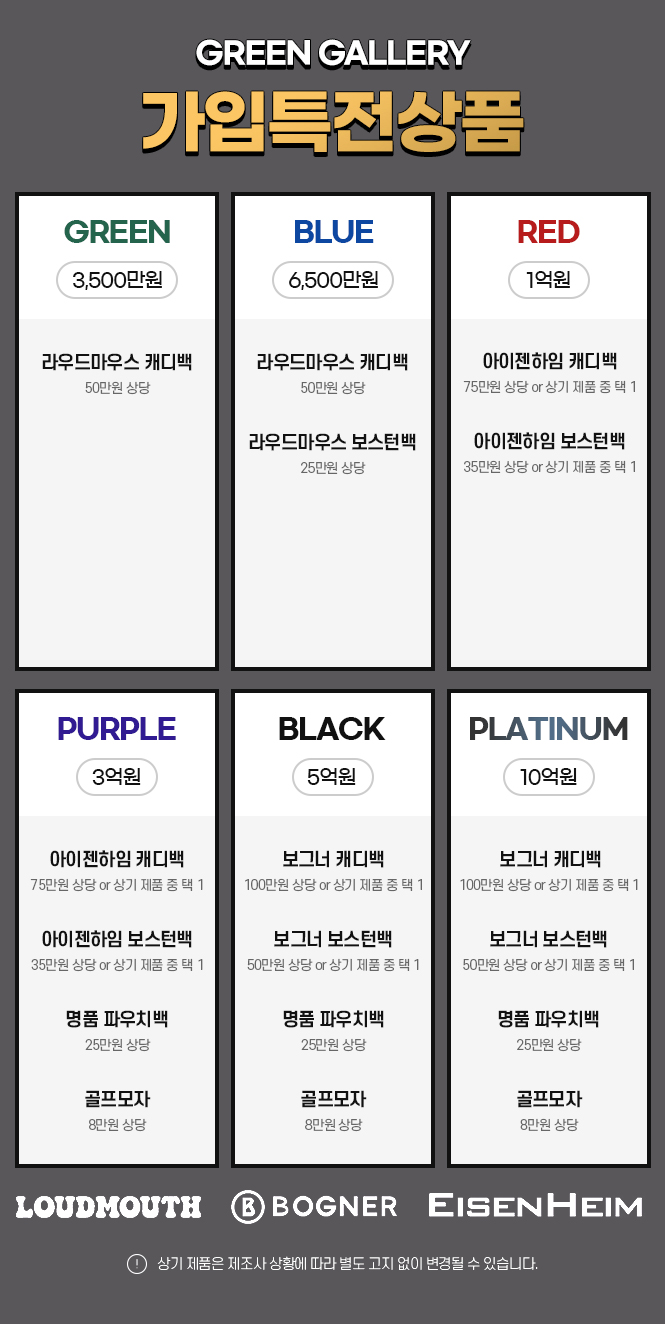 GREEN GALLERY
가입특전상품
GREEN
3,500만원
라우드마우스 캐디백
50만원 상당
BLUE
6,500만원
라우드마우스 캐디백
50만원 상당
라우드마우스 보스턴백
25만원 상당
RED
1억원
아이젠하임 캐디백
75만원 상당 or 상기 제품 중 택 1
아이젠하임 보스턴백
35만원 상당 or 상기 제품 중 택 1
PURPLE
3억원
아이젠하임 캐디백
75만원 상당 or 상기 제품 중 택 1
아이젠하임 보스턴백
35만원 상당 or 상기 제품 중 택 1
명품 파우치백
25만원 상당
골프모자
8만원 상당
BLACK
5억원
보그너 캐디백
100만원 상당 or 상기 제품 중 택 1
보그너 보스턴백
50만원 상당 or 상기 제품 중 택 1
명품 파우치백
25만원 상당
골프모자
8만원 상당
PLATINUM
10억원
보그너 캐디백
100만원 상당 or 상기 제품 중 택 1
보그너 보스턴백
50만원 상당 or 상기 제품 중 택 1
명품 파우치백
25만원 상당
골프모자
8만원 상당
LOUDMOUTH
B BOGNER
EISENHEIM
! 상기 제품은 제조사 상황에 따라 별도 고지 없이 변경될 수 있습니다.